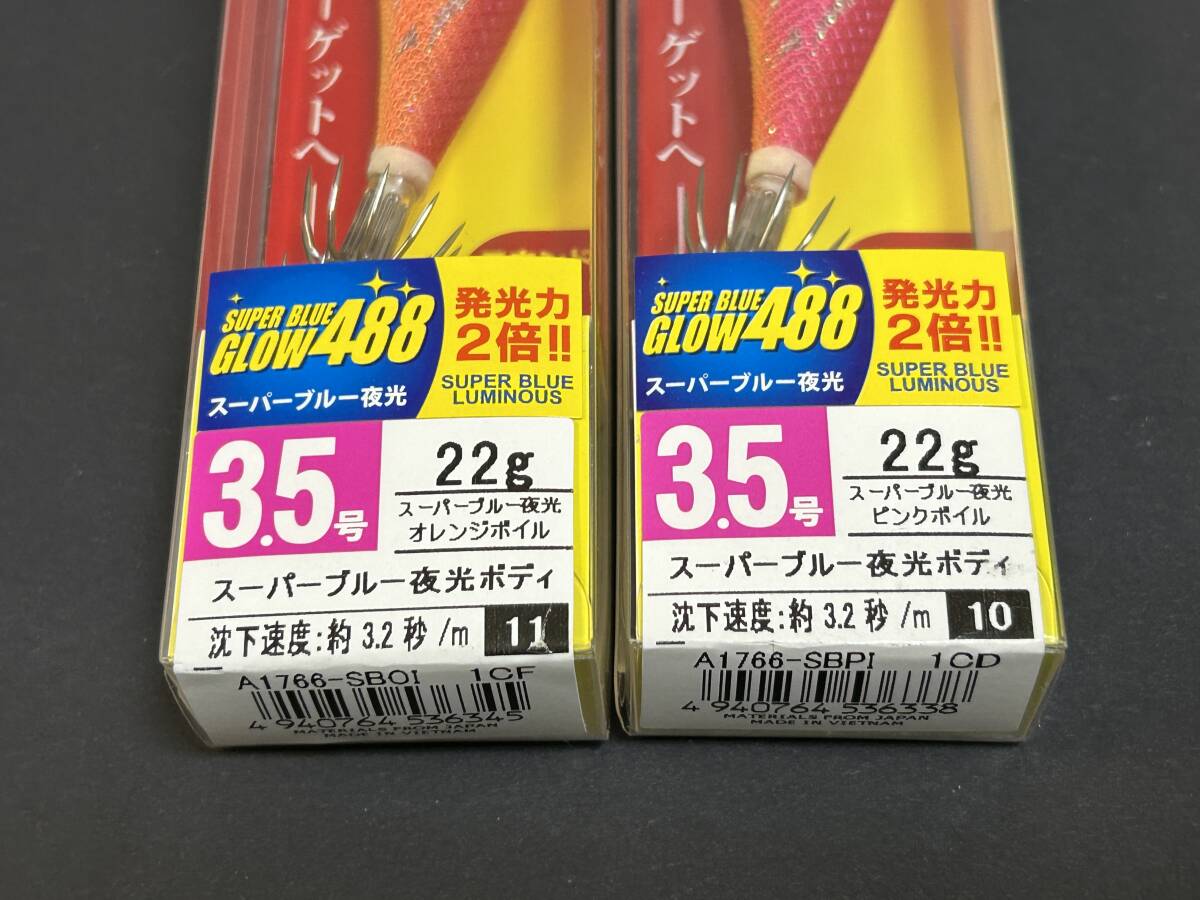 ーゲットへ
SUPER BLUE
GLOW488
スーパーブルー夜光
発光力
2倍!!
SUPER BLUE
LUMINOUS
3.5号
22g
スーパーブルー夜光
オレンジボイル
スーパーブルー夜光ボディ
沈下速度:約 3.2 秒 /m
11
A1766-SBOI 1CF
4 940764 536345
MATERIALS FROM JAPAN
MADE IN VIETNAM
ーゲットへ
SUPER BLUE
GLOW488
スーパーブルー夜光
発光力
2倍!!
SUPER BLUE
LUMINOUS
3.5号
22g
スーパーブルー夜光
ピンクボイル
スーパーブルー夜光ボディ
沈下速度:約 3.2 秒 /m
10
A1766-SBPI 1CD
4 940764 536338
MATERIALS FROM JAPAN
MADE IN VIETNAM